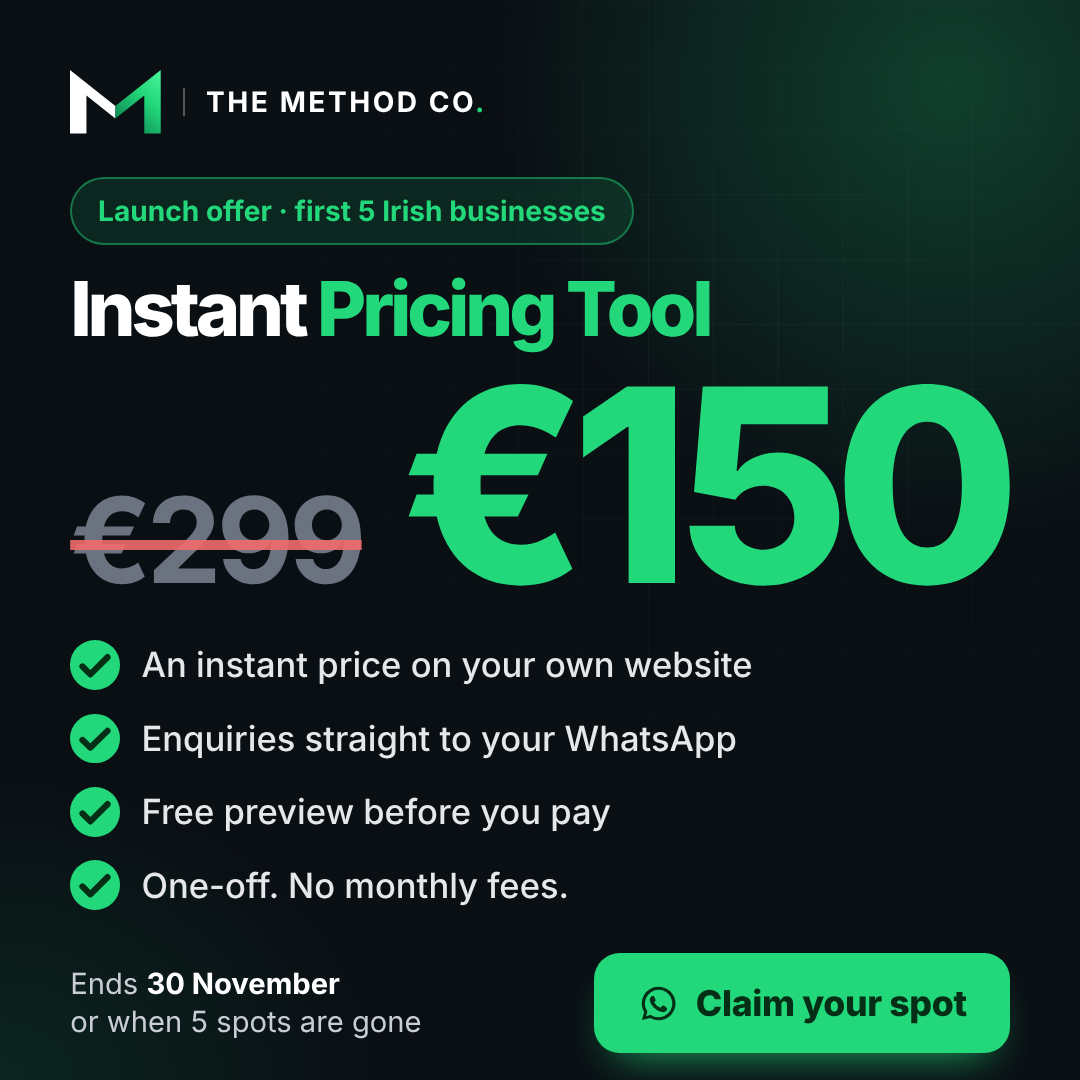 THE METHOD CO.
Launch offer · first 5 Irish businesses
Instant Pricing Tool
€299 €150
An instant price on your own website
Enquiries straight to your WhatsApp
Free preview before you pay
One-off. No monthly fees.
Ends 30 November
or when 5 spots are gone
Claim your spot